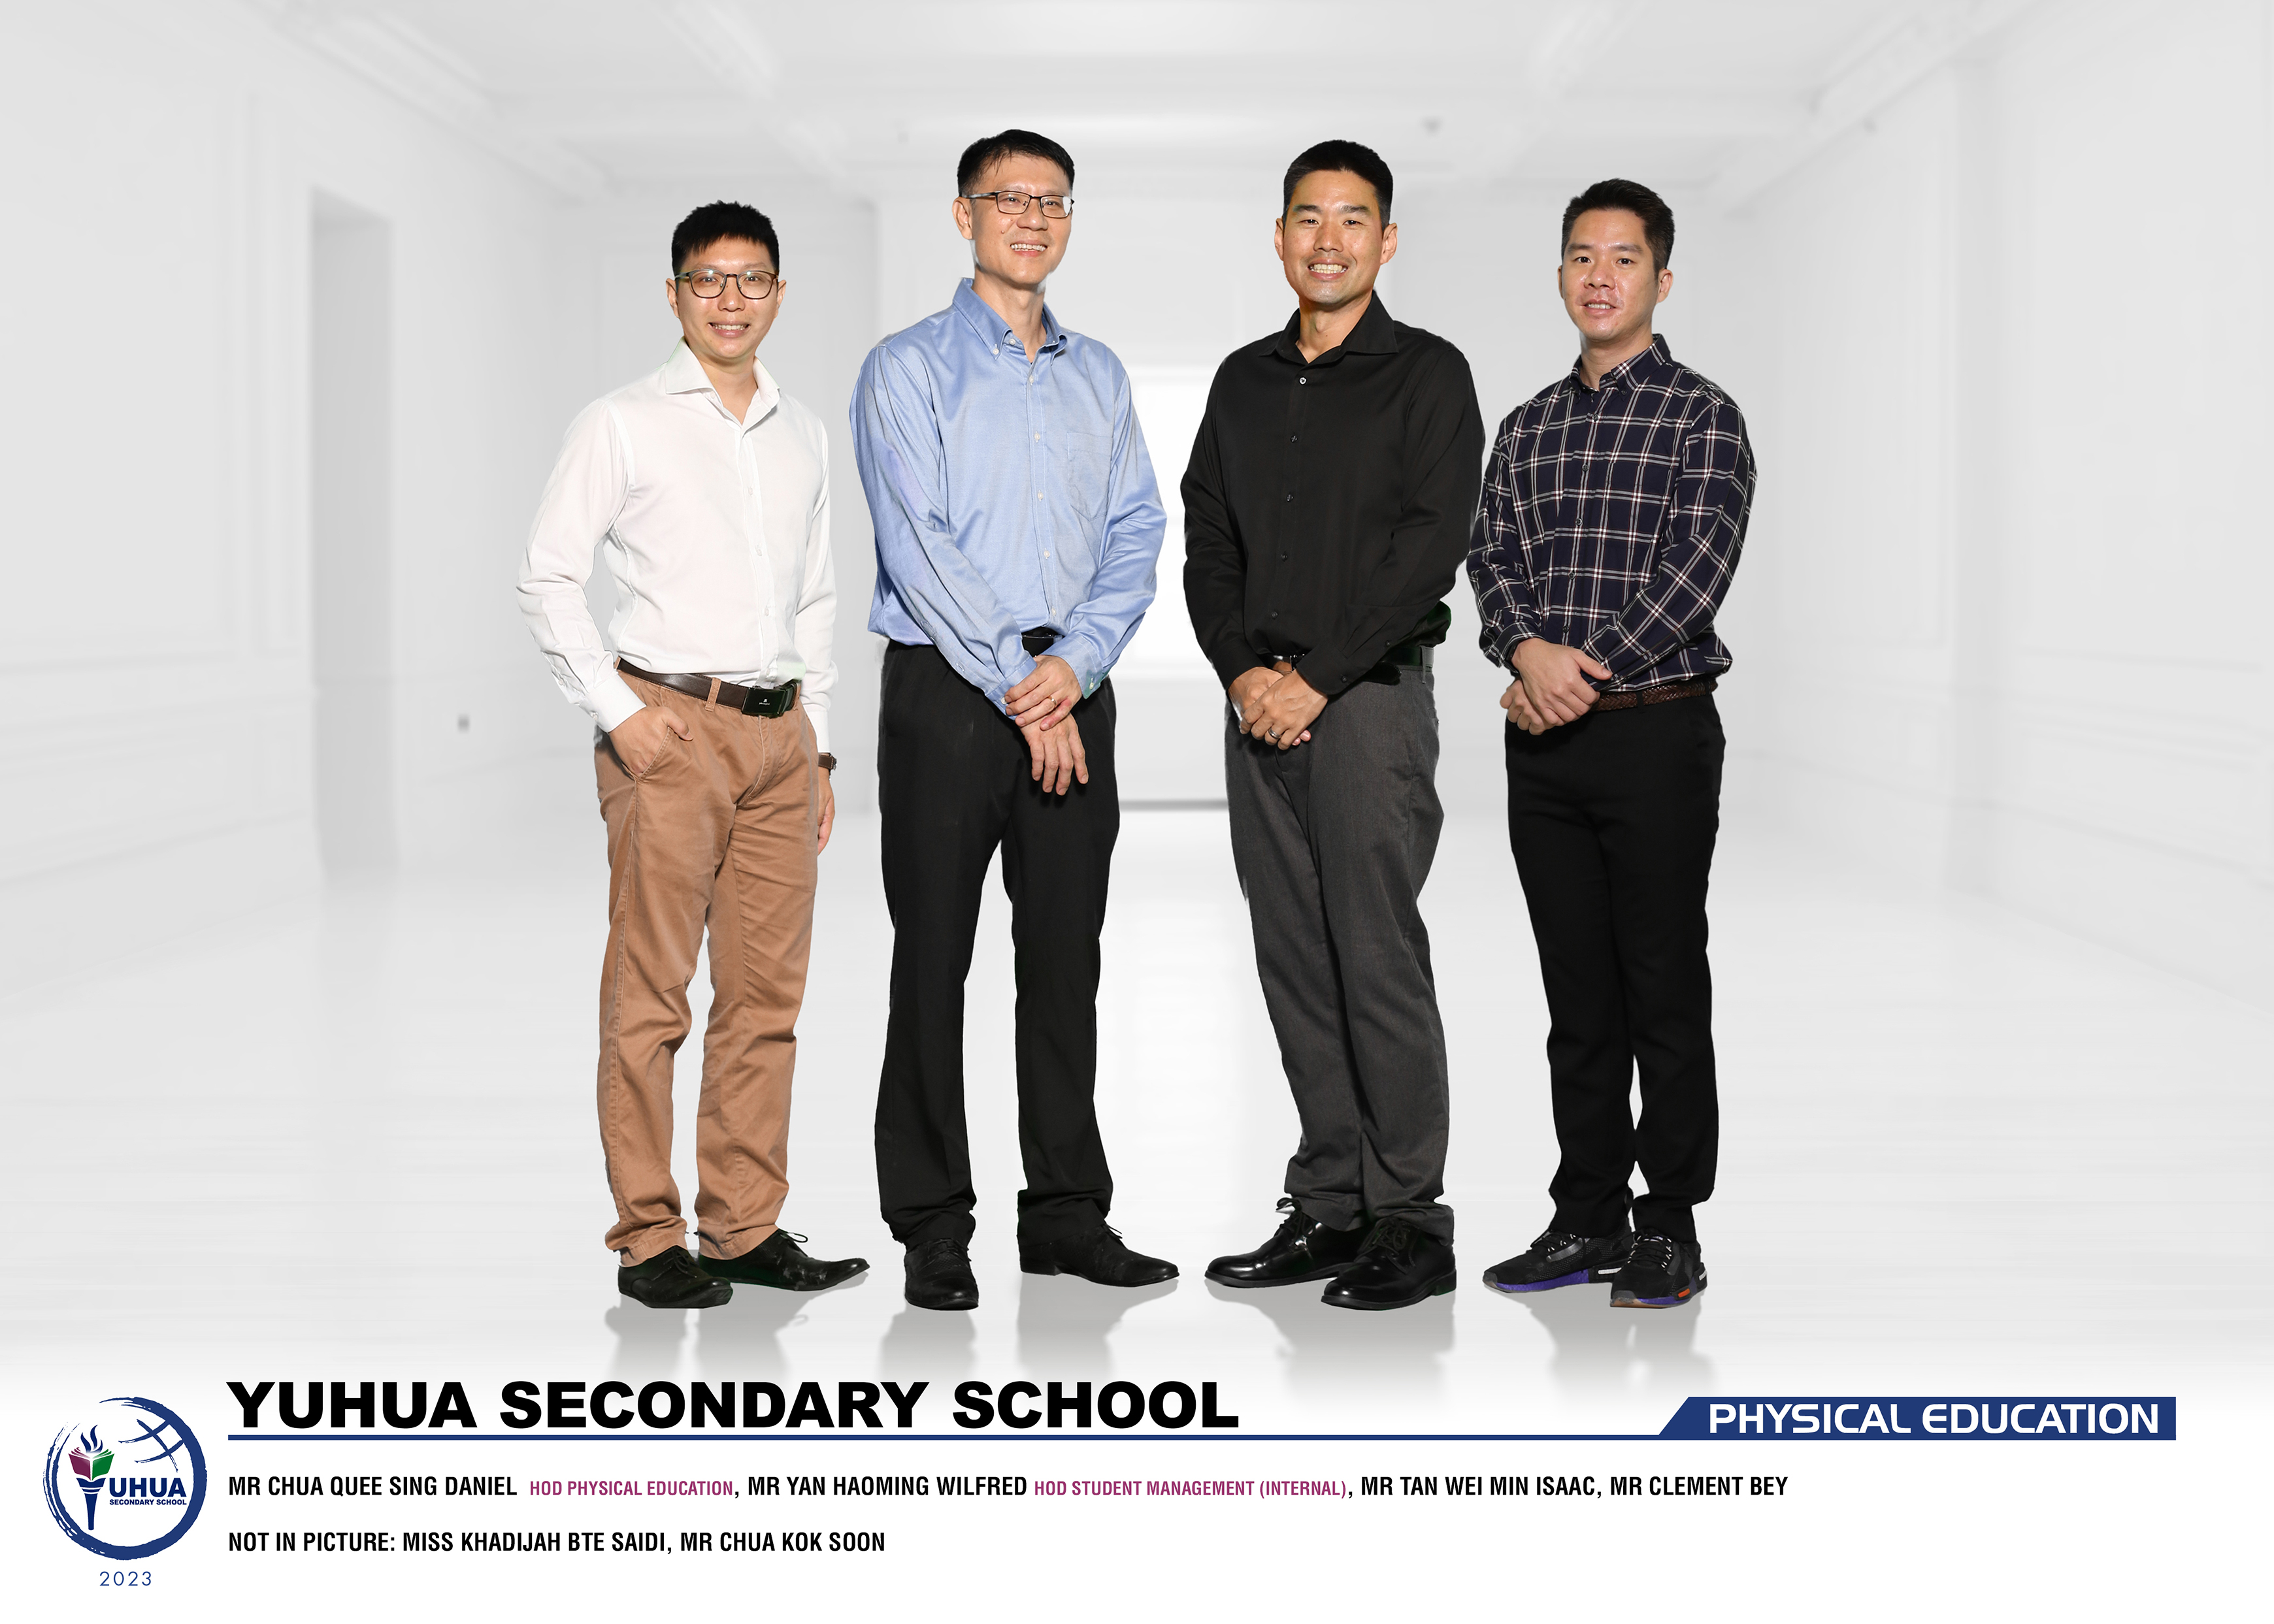 YUHUA SECONDARY SCHOOL
PHYSICAL EDUCATION
UHUA
SECONDARY SCHOOL
2023
MR CHUA QUEE SING DANIEL HOD PHYSICAL EDUCATION, MR YAN HAOMING WILFRED HOD STUDENT MANAGEMENT (INTERNAL), MR TAN WEI MIN ISAAC, MR CLEMENT BEY
NOT IN PICTURE: MISS KHADIJAH BTE SAIDI, MR CHUA KOK SOON